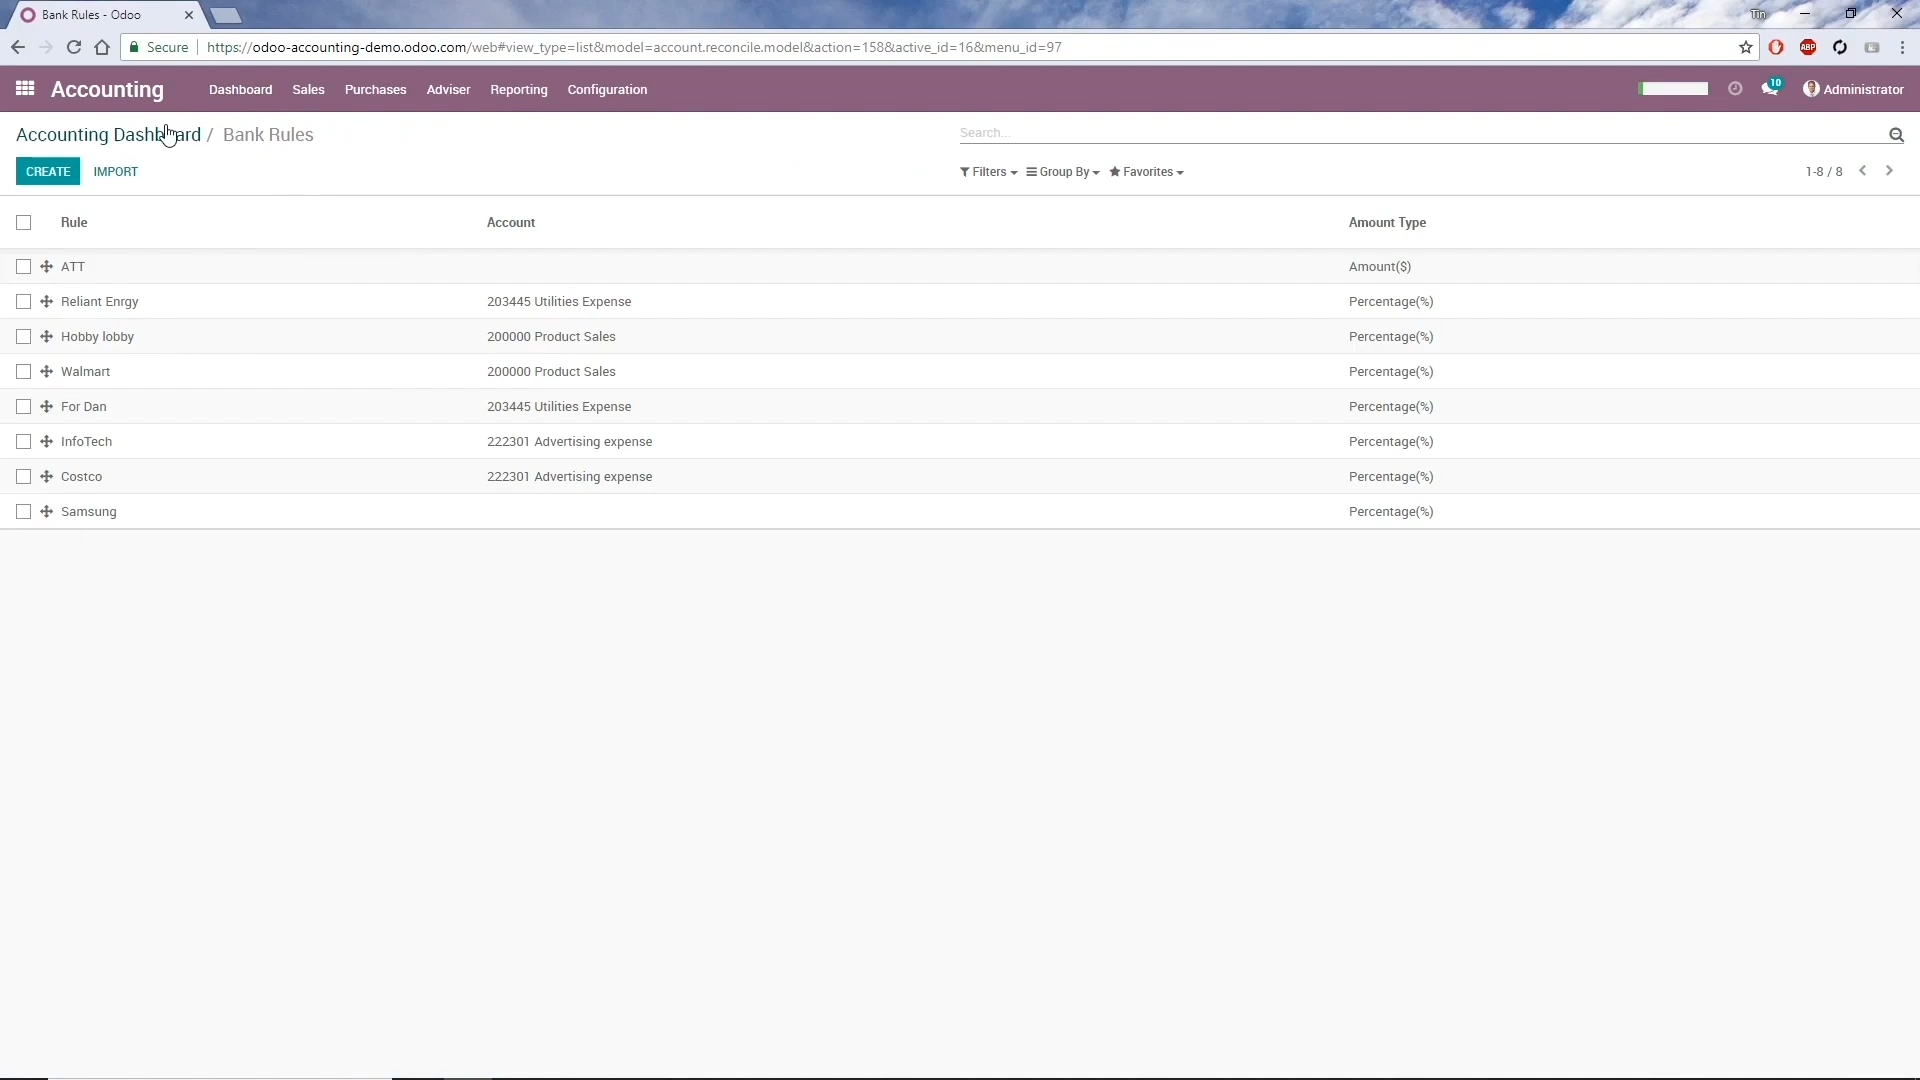 Bank Rules - Odoo
Tin
Secure https://odoo-accounting-demo.odoo.com/web#view_type=list&model=account.reconcile.model&action=158&active_id=16&menu_id=97
ABP
Accounting Dashboard Sales Purchases Adviser Reporting Configuration 10 Administrator
Accounting Dashboard / Bank Rules Search...
CREATE IMPORT Filters Group By Favorites 1-8 / 8
Rule Account Amount Type
ATT Amount($)
Reliant Enrgy 203445 Utilities Expense Percentage(%)
Hobby lobby 200000 Product Sales Percentage(%)
Walmart 200000 Product Sales Percentage(%)
For Dan 203445 Utilities Expense Percentage(%)
InfoTech 222301 Advertising expense Percentage(%)
Costco 222301 Advertising expense Percentage(%)
Samsung Percentage(%)